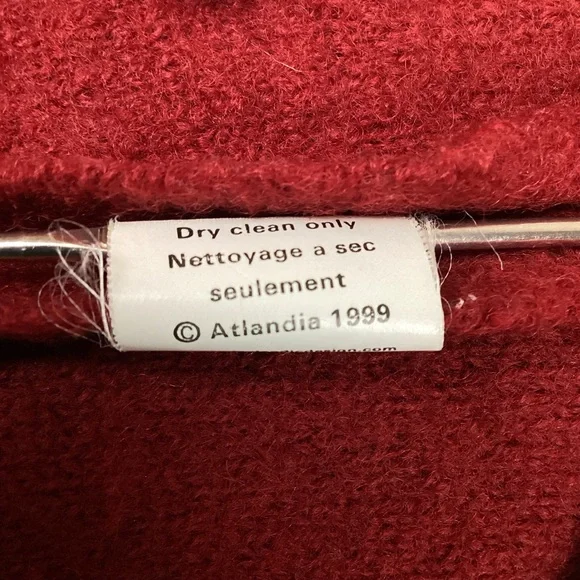 Dry clean only
Nettoyage a sec
seulement
© Atlandia 1999